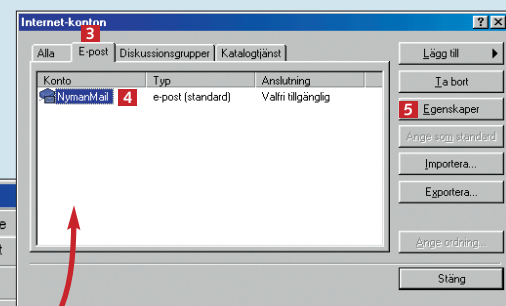 Internet-konton
3
Alla E-post Diskussionsgrupper Katalogtjänst
Lägg till
Konto Typ Anslutning
Ta bort
NymanMail 4 e-post (standard) Valfri tillgänglig
5 Egenskaper
Ange som standard
Importera...
Exportera...
e
t
Ange ordning...
Stäng